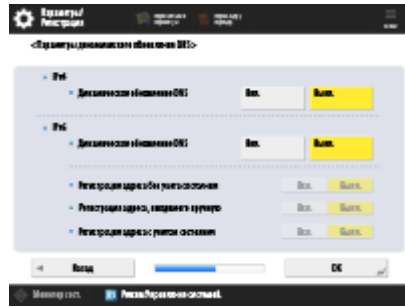 Параметры/
Регистрация
<Параметры динамического обновления DNS>
IPv4
Динамическое обновление DNS
Вкл.
Выкл.
IPv6
Динамическое обновление DNS
Вкл.
Выкл.
Регистрация адреса без учета состояния
Вкл.
Выкл.
Регистрация адреса, введенного вручную
Вкл.
Выкл.
Регистрация адреса с учетом состояния
Вкл.
Выкл.
Назад
OK
Монитор сост.